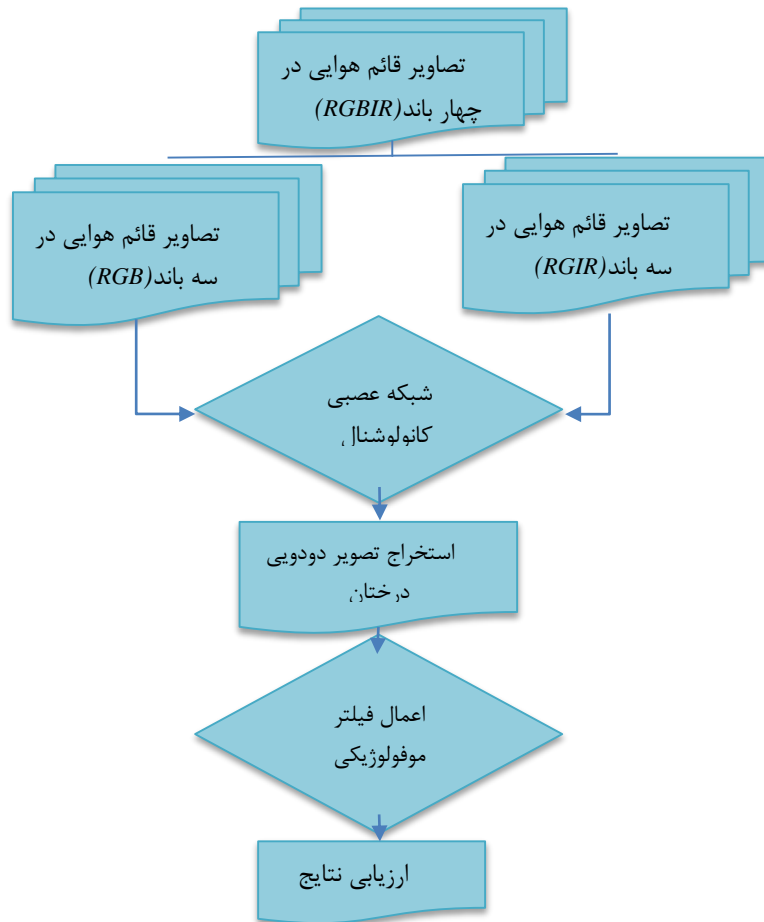 تصاویر قائم هوایی در
چهار باند(RGBIR)
تصاویر قائم هوایی در
سه باند(RGIR)
تصاویر قائم هوایی در
سه باند(RGB)
شبکه عصبی
کانولوشنال
استخراج تصویر دودویی
درختان
اعمال فیلتر
موفولوژیکی
ارزیابی نتایج